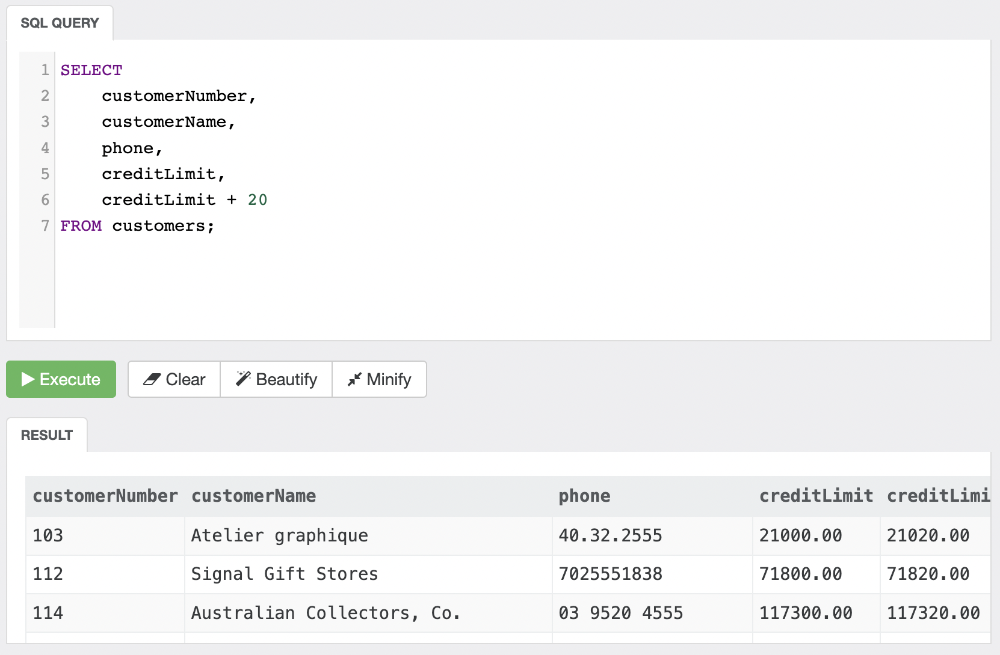 SQL QUERY
1 SELECT
2 customerNumber,
3 customerName,
4 phone,
5 creditLimit,
6 creditLimit + 20
7 FROM customers;
Execute Clear Beautify Minify
RESULT
customerNumber customerName phone creditLimit creditLimi
103 Atelier graphique 40.32.2555 21000.00 21020.00
112 Signal Gift Stores 7025551838 71800.00 71820.00
114 Australian Collectors, Co. 03 9520 4555 117300.00 117320.00